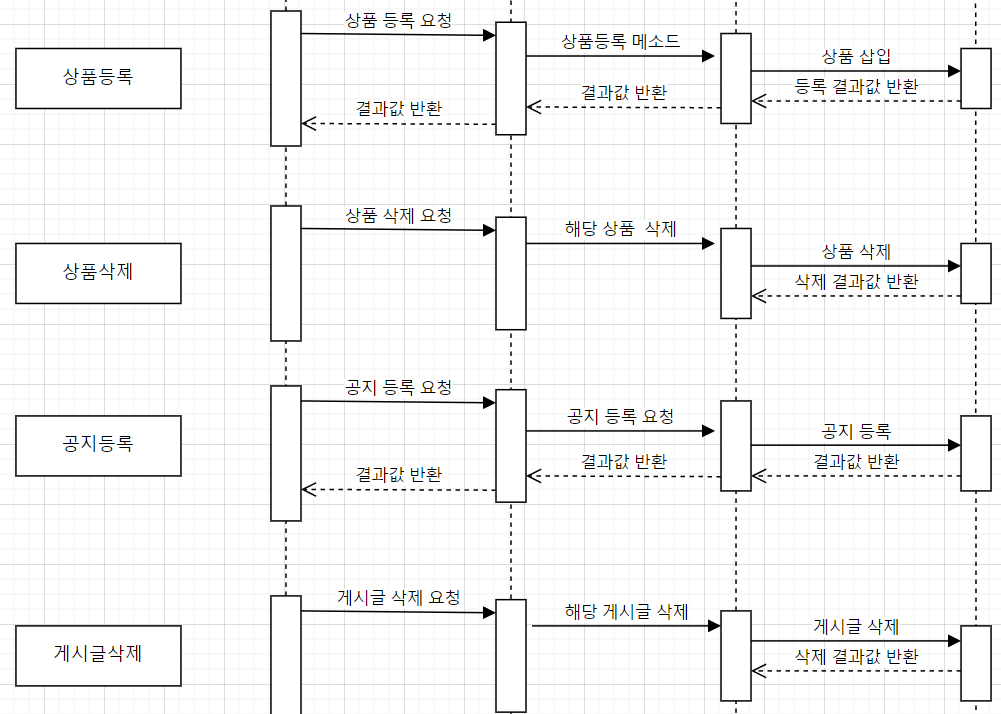 상품 등록 요청
상품등록 메소드
상품 삽입
상품등록
등록 결과값 반환
결과값 반환
결과값 반환
상품 삭제 요청
해당 상품  삭제
상품 삭제
상품삭제
삭제 결과값 반환
공지 등록 요청
공지 등록 요청
공지 등록
공지등록
결과값 반환
결과값 반환
결과값 반환
게시글 삭제 요청
해당 게시글 삭제
게시글 삭제
게시글삭제
삭제 결과값 반환